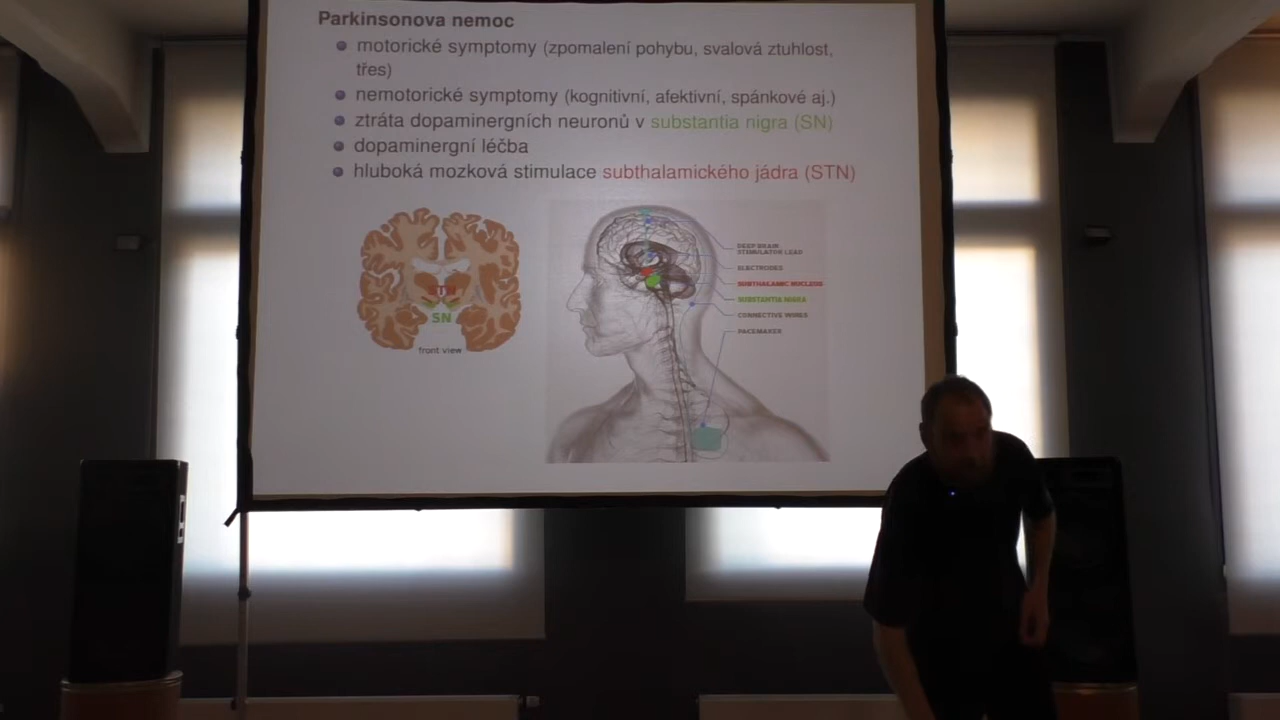 Parkinsonova nemoc
motorické symptomy (zpomalení pohybu, svalová ztuhlost,
třes)
nemotorické symptomy (kognitivní, afektivní, spánkové aj.)
ztráta dopaminergních neuronů v substantia nigra (SN)
dopaminergní léčba
hluboká mozková stimulace subthalamického jádra (STN)
STN
SN
front view
DEEP BRAIN
STIMULATOR LEAD
ELECTRODES
SUBTHALAMIC NUCLEUS
SUBSTANTIA NIGRA
CONNECTIVE WIRES
PACEMAKER